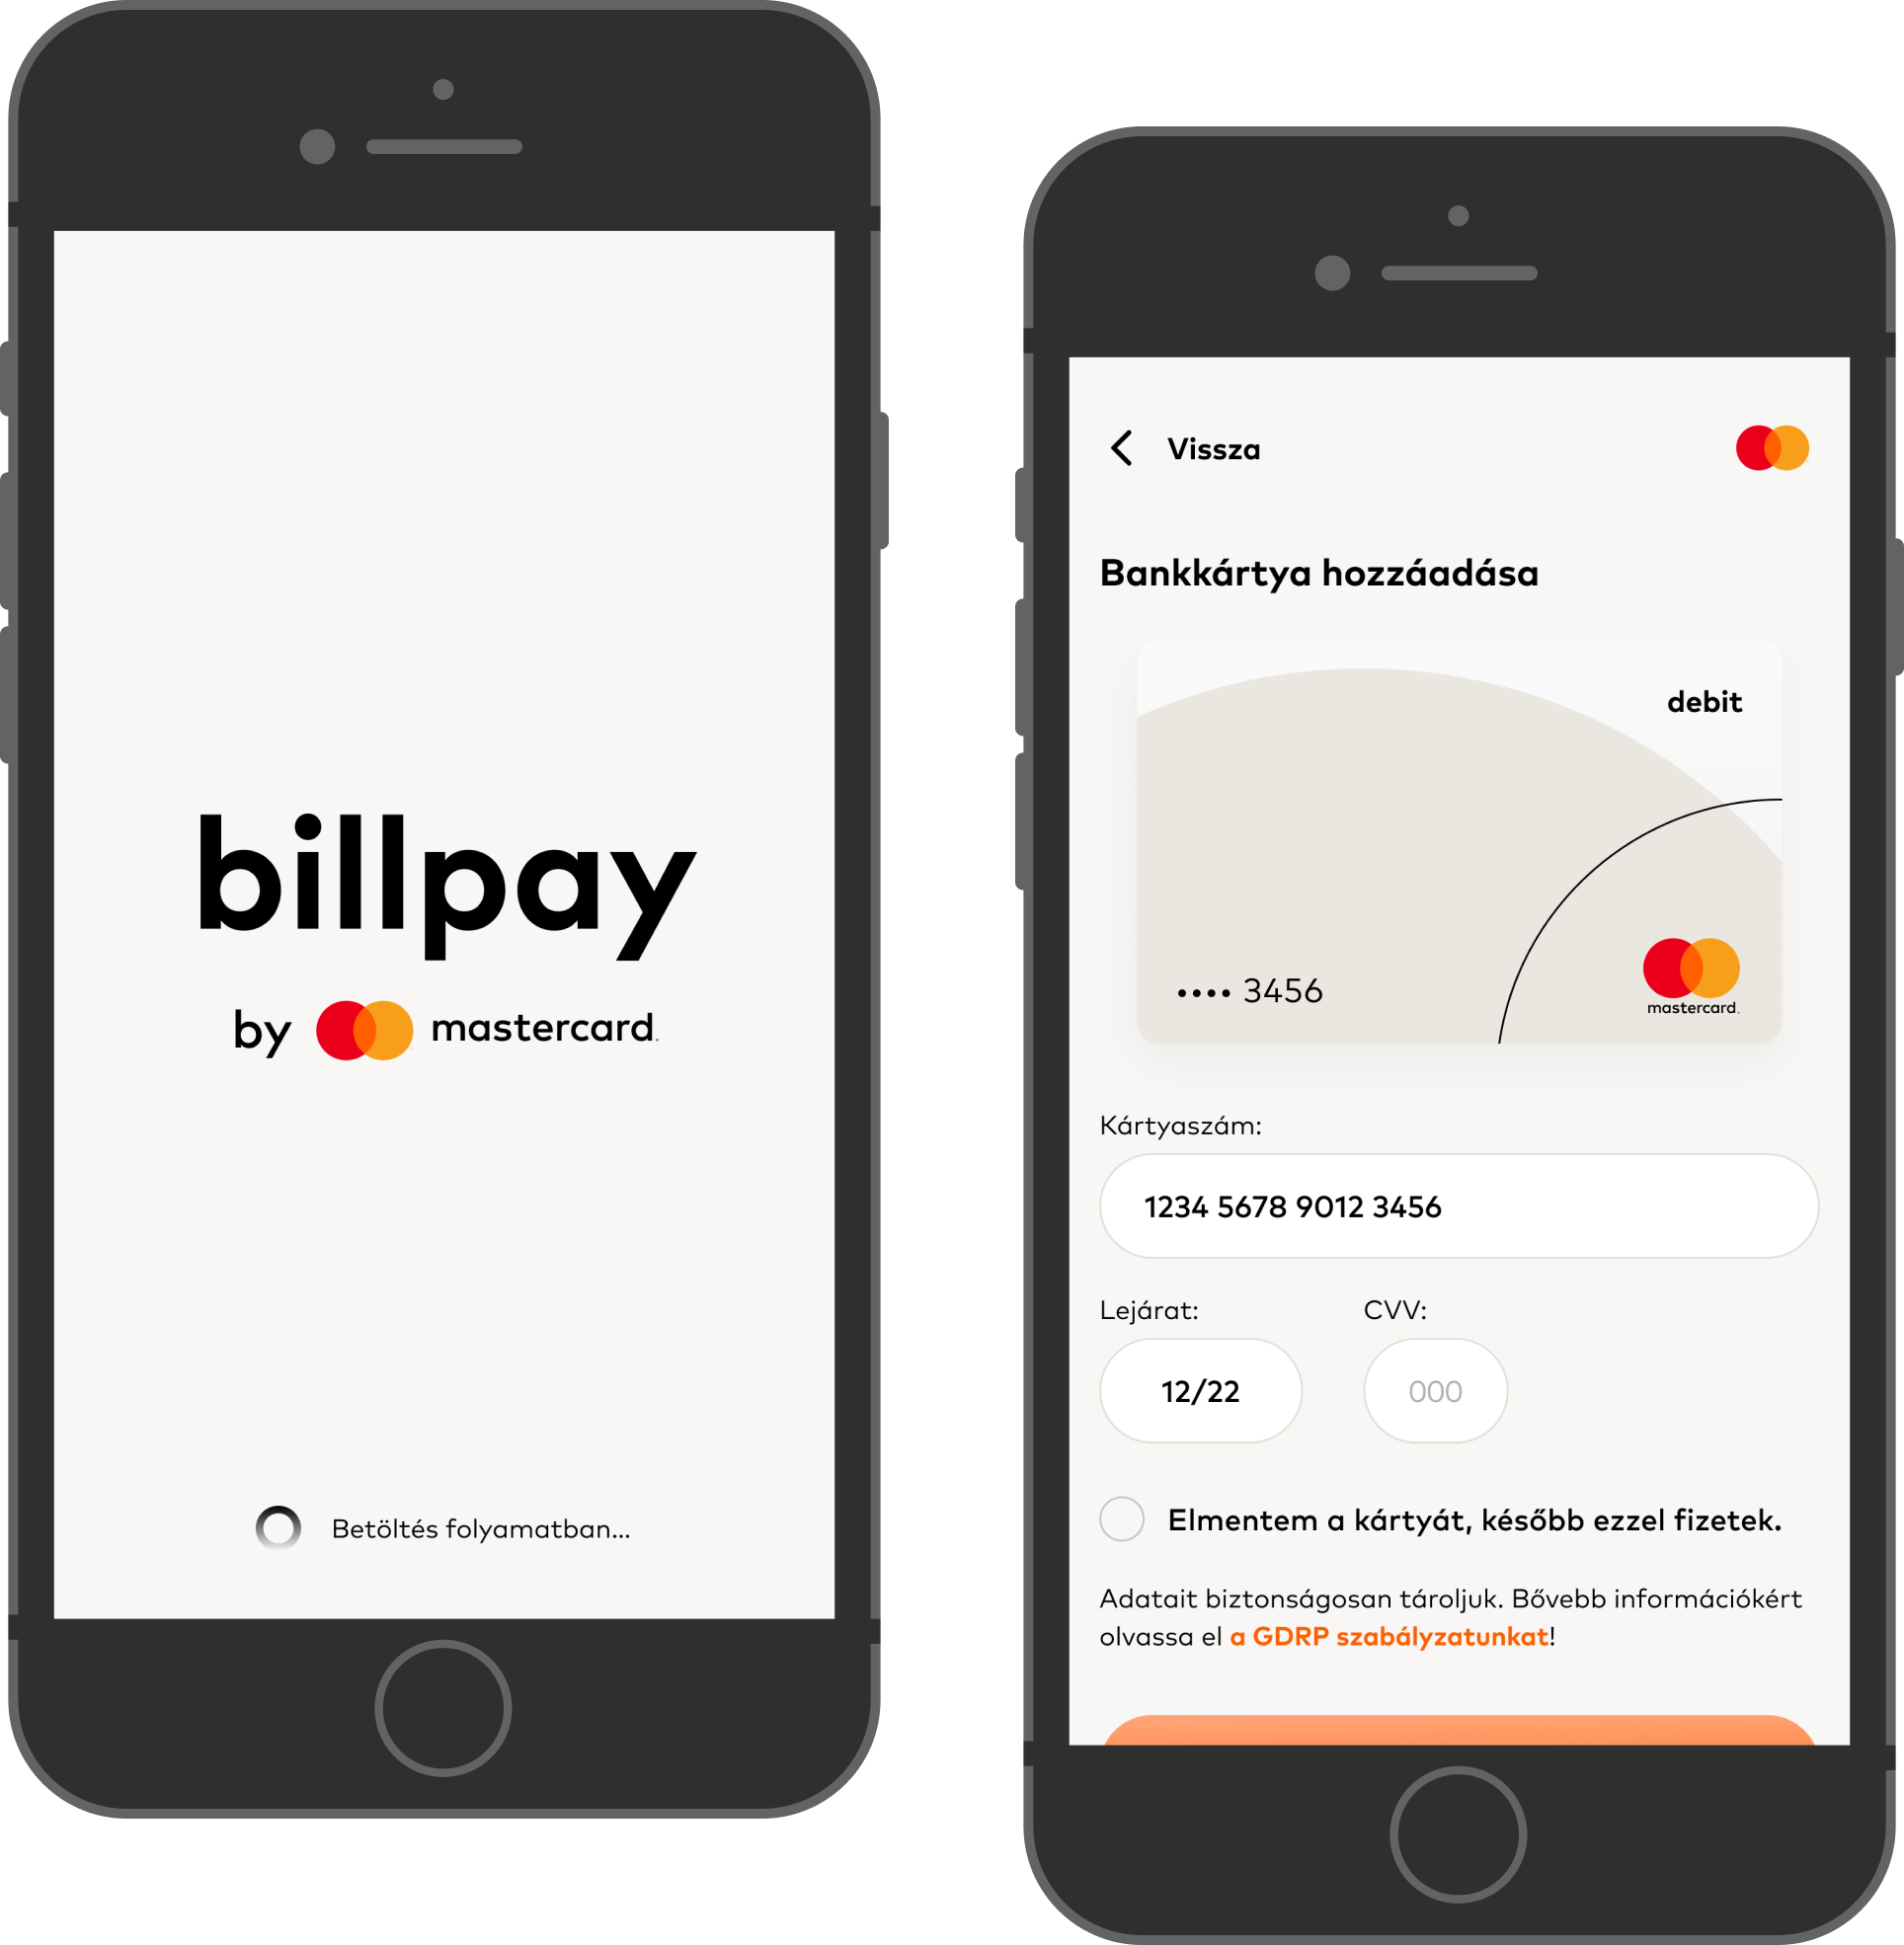 billpay
by mastercard.
Betöltés folyamatban...
Vissza
Bankkártya hozzáadása
debit
•••• 3456
mastercard.
Kártyaszám:
1234 5678 9012 3456
Lejárat: CVV:
12/22 000
Elmentem a kártyát, később ezzel fizetek.
Adatait biztonságosan tároljuk. Bővebb információkért
olvassa el a GDRP szabályzatunkat!